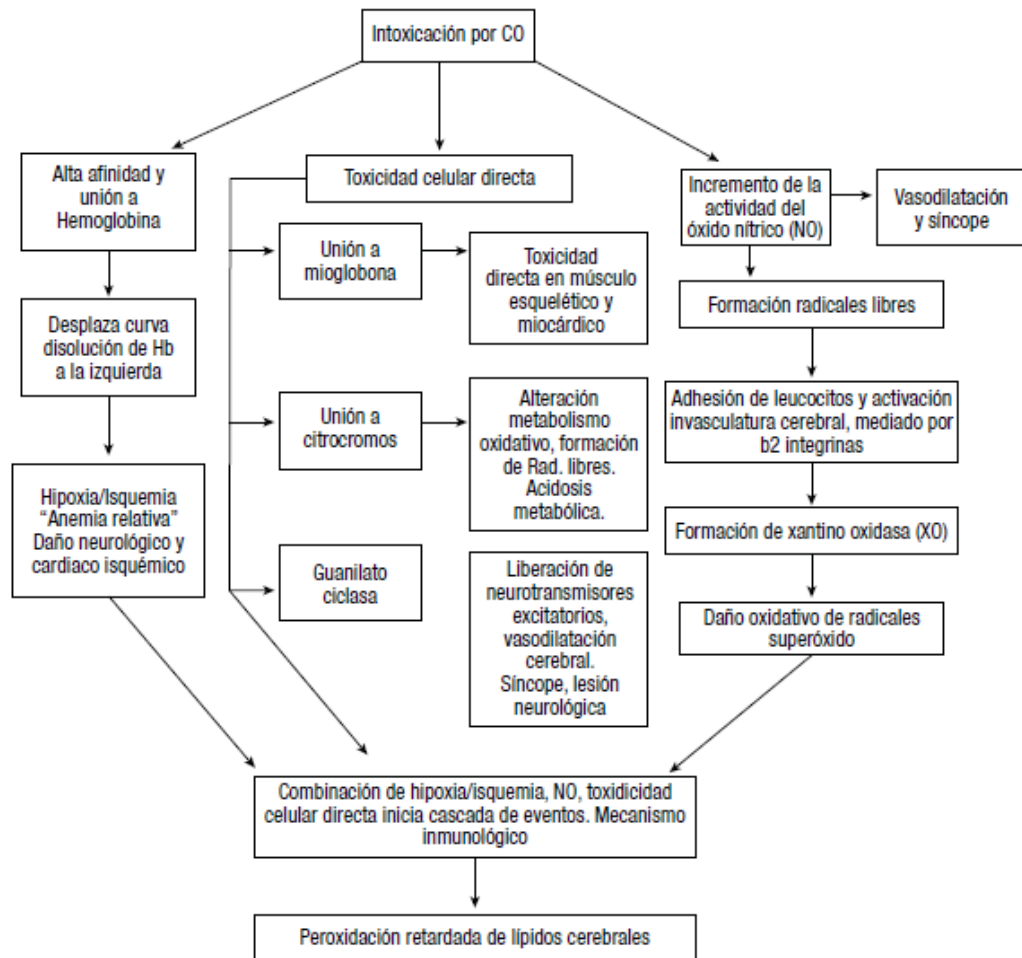 Intoxicación por CO
Alta afinidad y
unión a
Hemoglobina
Desplaza curva
disolución de Hb
a la izquierda
Hipoxia/Isquemia
“Anemia relativa”
Daño neurológico y
cardiaco isquémico
Toxicidad celular directa
Unión a
mioglobona
Toxicidad
directa en músculo
esquelético y
miocárdico
Unión a
citrocromos
Alteración
metabolismo
oxidativo, formación
de Rad. libres.
Acidosis
metabólica.
Guanilato
ciclasa
Liberación de
neurotransmisores
excitatorios,
vasodilatación
cerebral.
Síncope, lesión
neurológica
Incremento de la
actividad del
óxido nítrico (NO)
Vasodilatación
y síncope
Formación radicales libres
Adhesión de leucocitos y activación
invasculatura cerebral, mediado por
b2 integrinas
Formación de xantino oxidasa (XO)
Daño oxidativo de radicales
superóxido
Combinación de hipoxia/isquemia, NO, toxidicidad
celular directa inicia cascada de eventos. Mecanismo
inmunológico
Peroxidación retardada de lípidos cerebrales